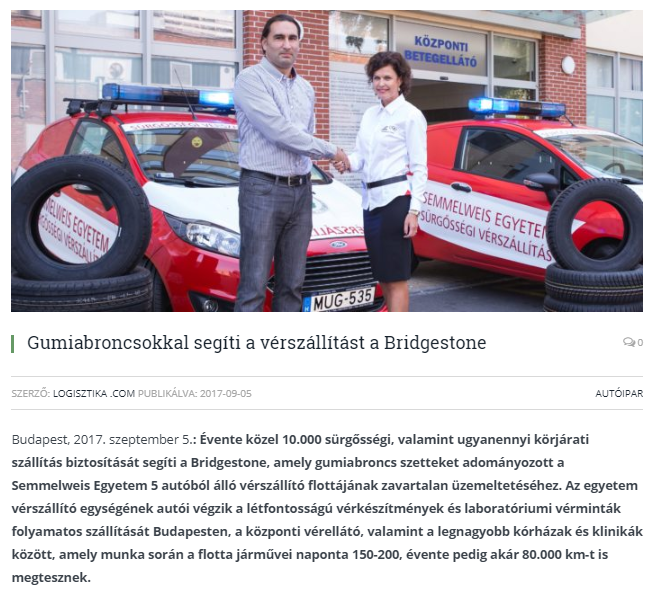 KÖZPONTI
BETEGELLÁTÓ
SÜRGŐSSÉGI
SEMMELWEIS EGYETEM
SÜRGŐSSÉGI VÉRSZÁLLÍTÁS
SEMMELWEIS EGYETEM
SÜRGŐSSÉGI VÉRSZÁLLÍTÁS
Ford
MUG-535
Gumiabroncsokkal segíti a vérszállítást a Bridgestone
0
SZERZŐ: LOGISZTIKA .COM PUBLIKÁLVA: 2017-09-05
AUTÓIPAR
Budapest, 2017. szeptember 5.: Évente közel 10.000 sürgősségi, valamint ugyanennyi körjárati
szállítás biztosítását segíti a Bridgestone, amely gumiabroncs szetteket adományozott a
Semmelweis Egyetem 5 autóból álló vérszállító flottájának zavartalan üzemeltetéséhez. Az egyetem
vérszállító egységének autói végzik a létfontosságú vérkészítmények és laboratóriumi vérminták
folyamatos szállítását Budapesten, a központi vérellátó, valamint a legnagyobb kórházak és klinikák
között, amely munka során a flotta járművei naponta 150-200, évente pedig akár 80.000 km-t is
megtesznek.